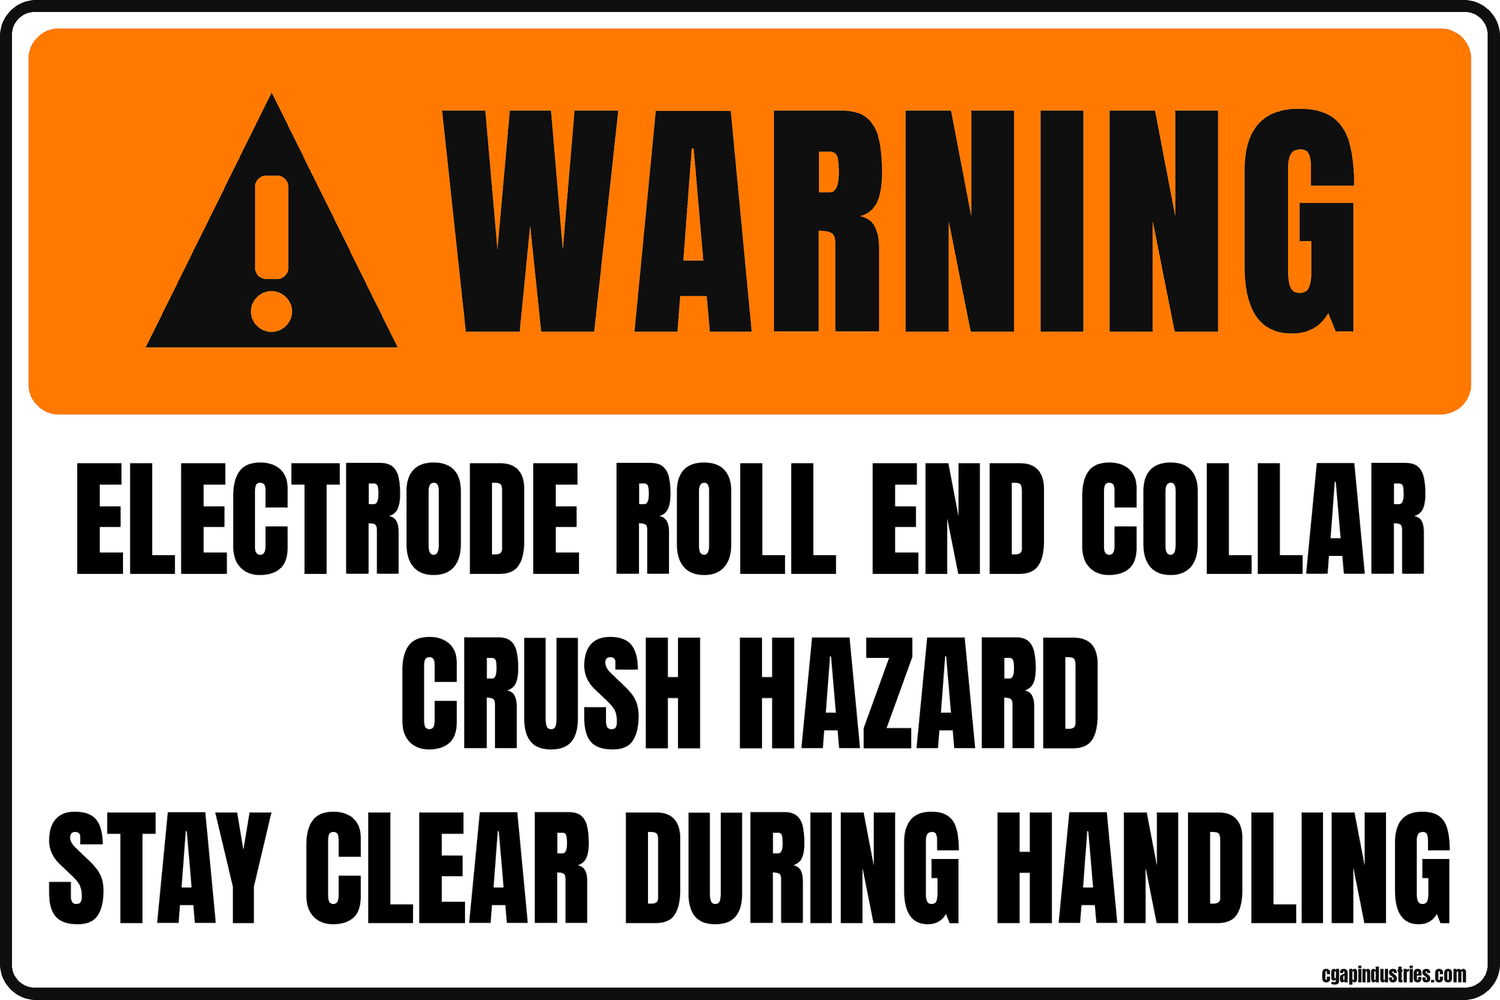 WARNING
ELECTRODE ROLL END COLLAR
CRUSH HAZARD
STAY CLEAR DURING HANDLING
cgapindustries.com